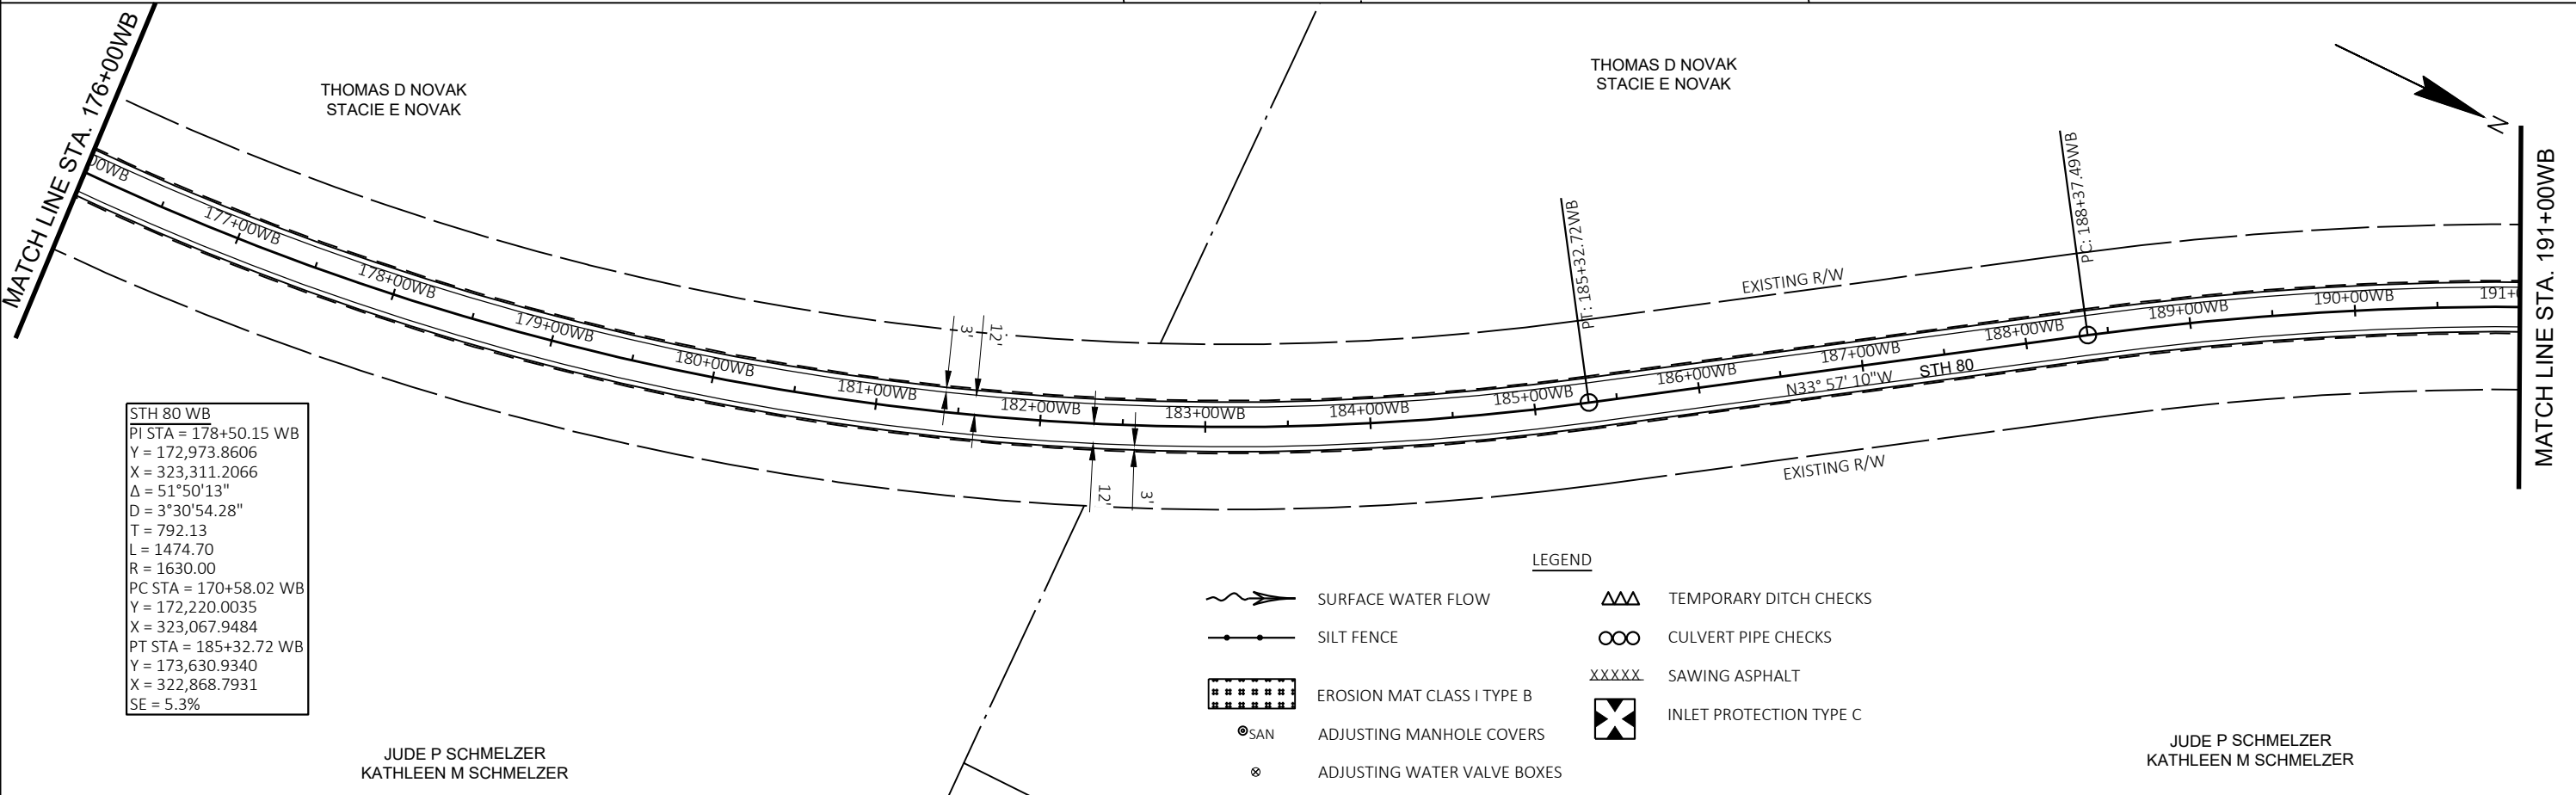 MATCH LINE STA. 176+00WB
THOMAS D NOVAK
STACIE E NOVAK
THOMAS D NOVAK
STACIE E NOVAK
N
MATCH LINE STA. 191+00WB
00WB
177+00WB
178+00WB
179+00WB
180+00WB
181+00WB
182+00WB
183+00WB
184+00WB
185+00WB
186+00WB
187+00WB
188+00WB
189+00WB
190+00WB
191+
3'
12'
12'
3'
PT: 185+32.72WB
PC: 188+37.49WB
EXISTING R/W
N33° 57' 10"W
STH 80
EXISTING R/W
STH 80 WB
PI STA = 178+50.15 WB
Y = 172,973.8606
X = 323,311.2066
Δ = 51°50'13"
D = 3°30'54.28"
T = 792.13
L = 1474.70
R = 1630.00
PC STA = 170+58.02 WB
Y = 172,220.0035
X = 323,067.9484
PT STA = 185+32.72 WB
Y = 173,630.9340
X = 322,868.7931
SE = 5.3%
LEGEND
SURFACE WATER FLOW
SILT FENCE
EROSION MAT CLASS I TYPE B
SAN ADJUSTING MANHOLE COVERS
ADJUSTING WATER VALVE BOXES
TEMPORARY DITCH CHECKS
CULVERT PIPE CHECKS
XXXXX SAWING ASPHALT
INLET PROTECTION TYPE C
JUDE P SCHMELZER
KATHLEEN M SCHMELZER
JUDE P SCHMELZER
KATHLEEN M SCHMELZER